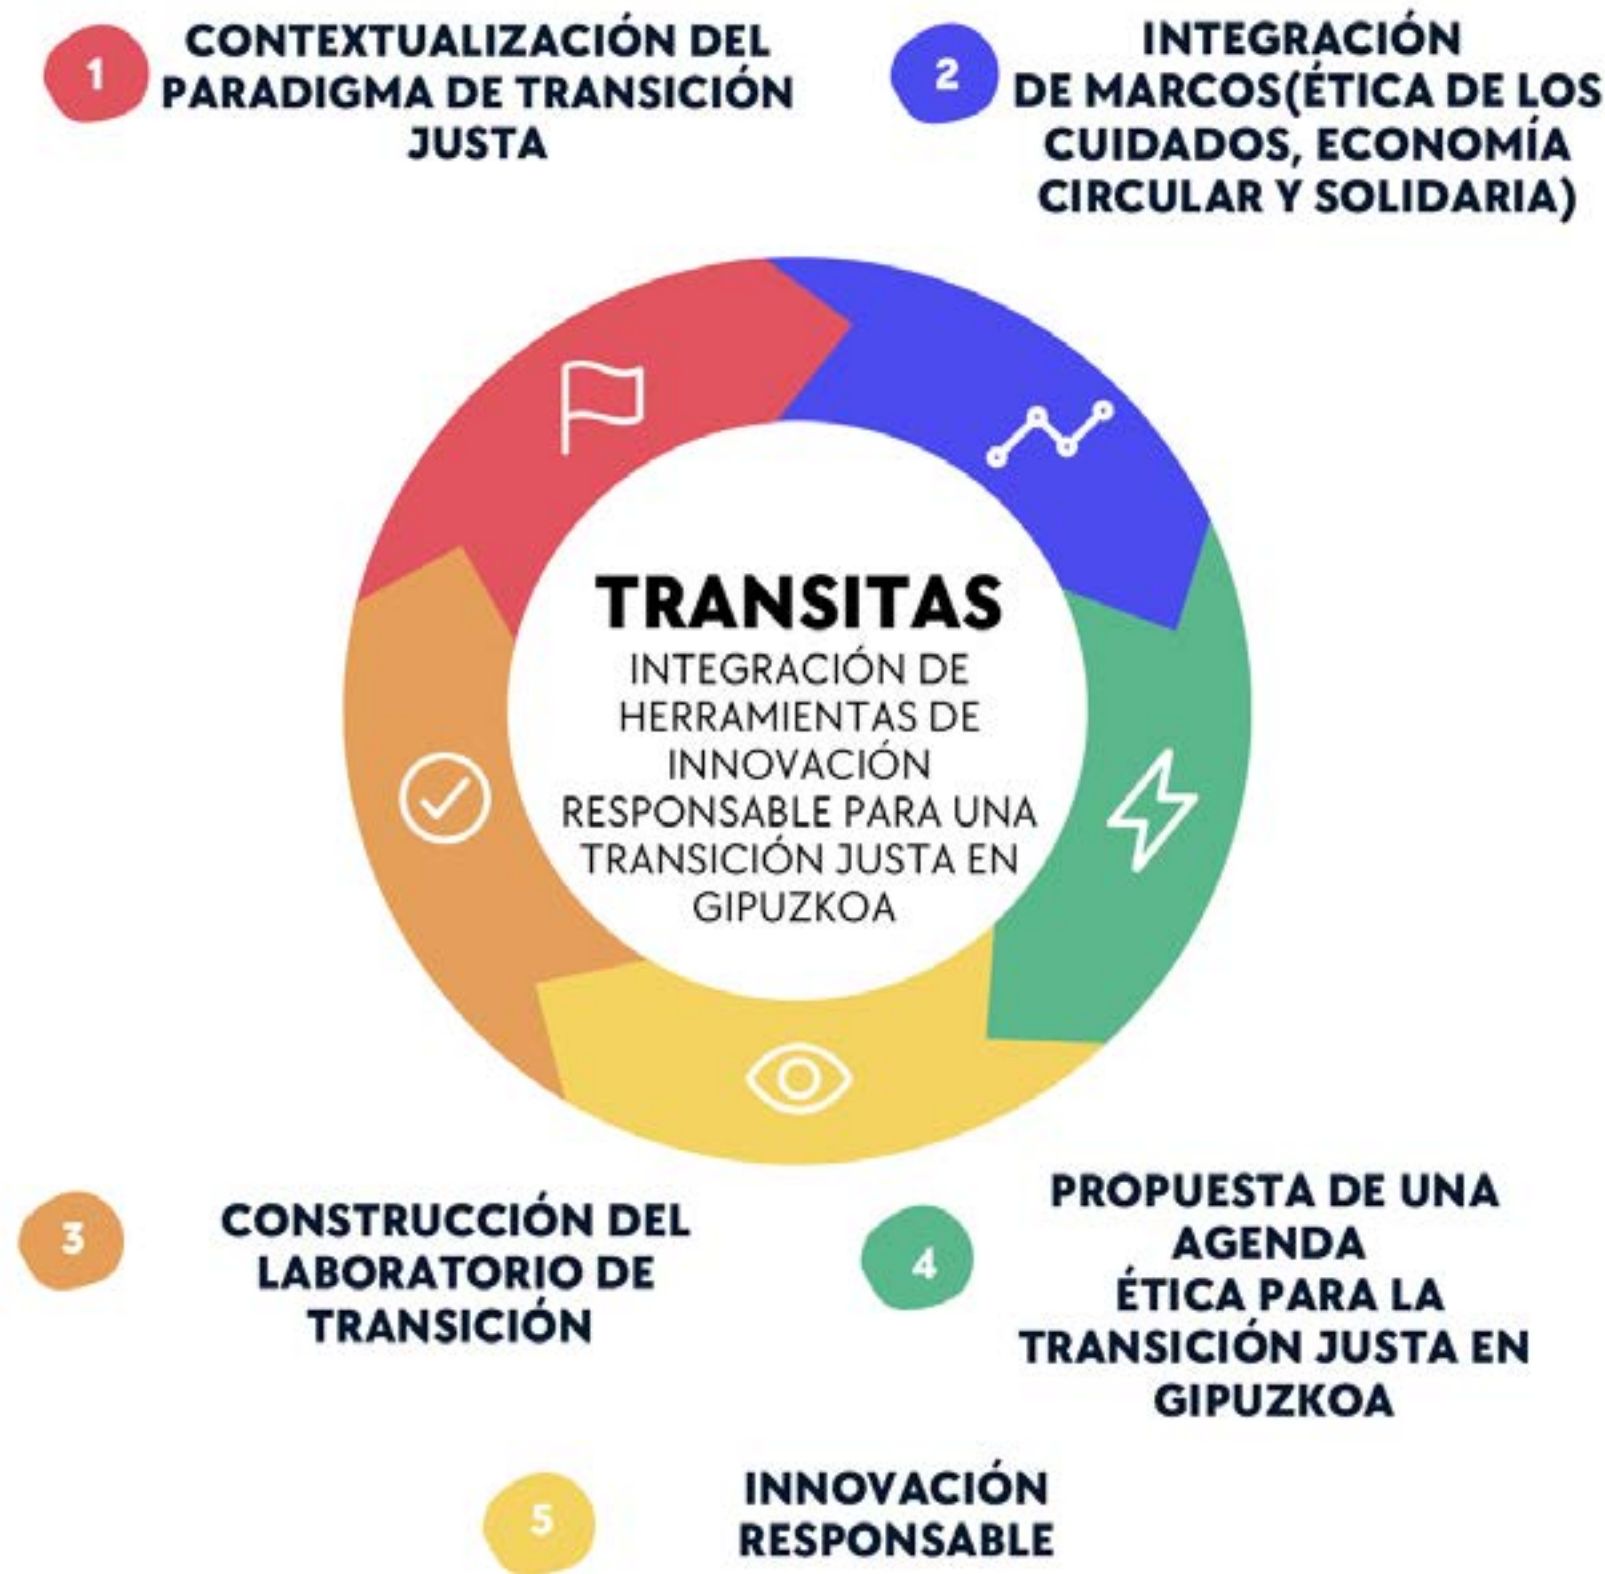 1
CONTEXTUALIZACIÓN DEL
PARADIGMA DE TRANSICIÓN
JUSTA
2
INTEGRACIÓN
DE MARCOS(ÉTICA DE LOS
CUIDADOS, ECONOMÍA
CIRCULAR Y SOLIDARIA)
TRANSITAS
INTEGRACIÓN DE
HERRAMIENTAS DE
INNOVACIÓN
RESPONSABLE PARA UNA
TRANSICIÓN JUSTA EN
GIPUZKOA
3
CONSTRUCCIÓN DEL
LABORATORIO DE
TRANSICIÓN
4
PROPUESTA DE UNA
AGENDA
ÉTICA PARA LA
TRANSICIÓN JUSTA EN
GIPUZKOA
5
INNOVACIÓN
RESPONSABLE